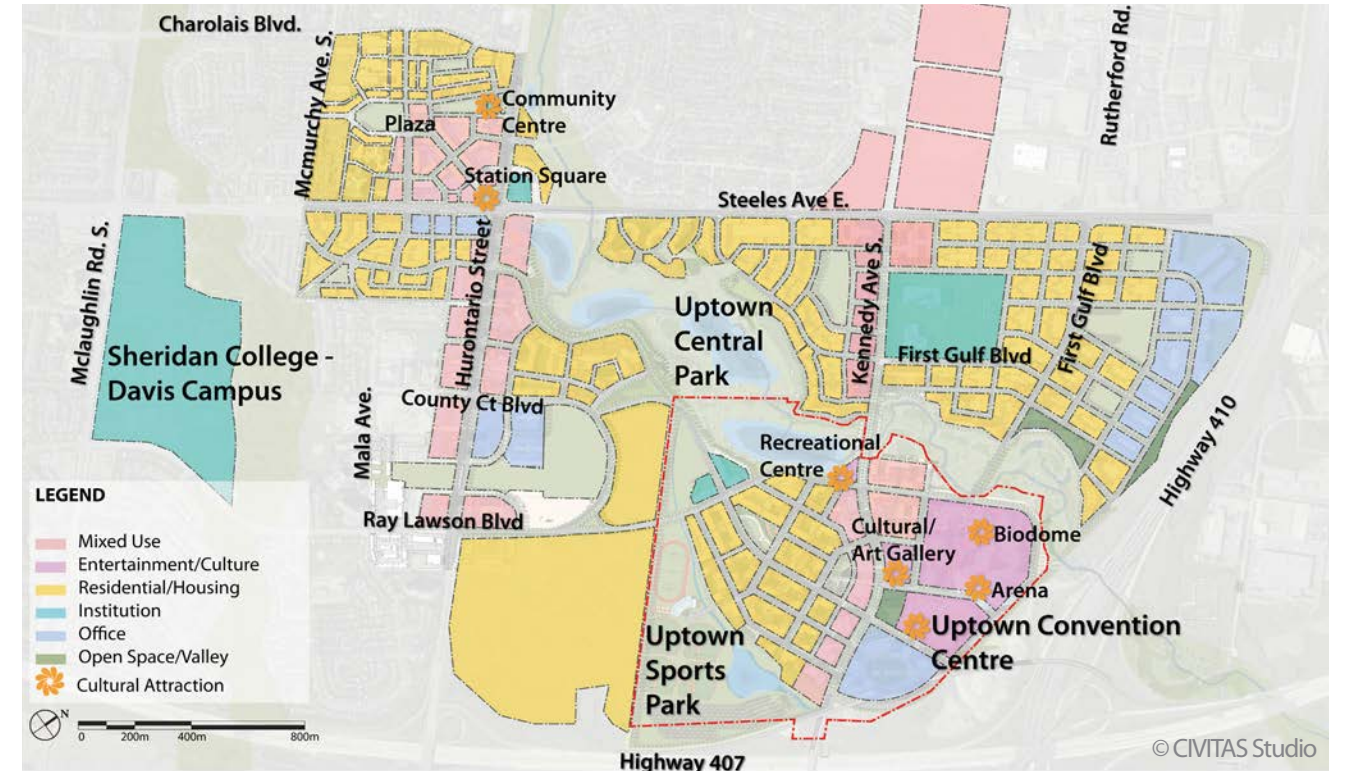 Charolais Blvd.
Mcmurchy Ave. S.
Rutherford Rd.
Community
Centre
Plaza
Station Square
Steeles Ave E.
Mclaughlin Rd. S.
Hurontario Street
Kennedy Ave S.
First Gulf Blvd
Uptown
Central
Park
First Gulf Blvd
Sheridan College -
Davis Campus
County Ct Blvd
Mala Ave.
Highway 410
Recreational
Centre
Ray Lawson Blvd
Cultural/
Art Gallery
Biodome
Arena
Uptown Convention
Centre
Uptown
Sports
Park
Highway 407
LEGEND
Mixed Use
Entertainment/Culture
Residential/Housing
Institution
Office
Open Space/Valley
Cultural Attraction
N
0 200m 400m 800m
© CIVITAS Studio